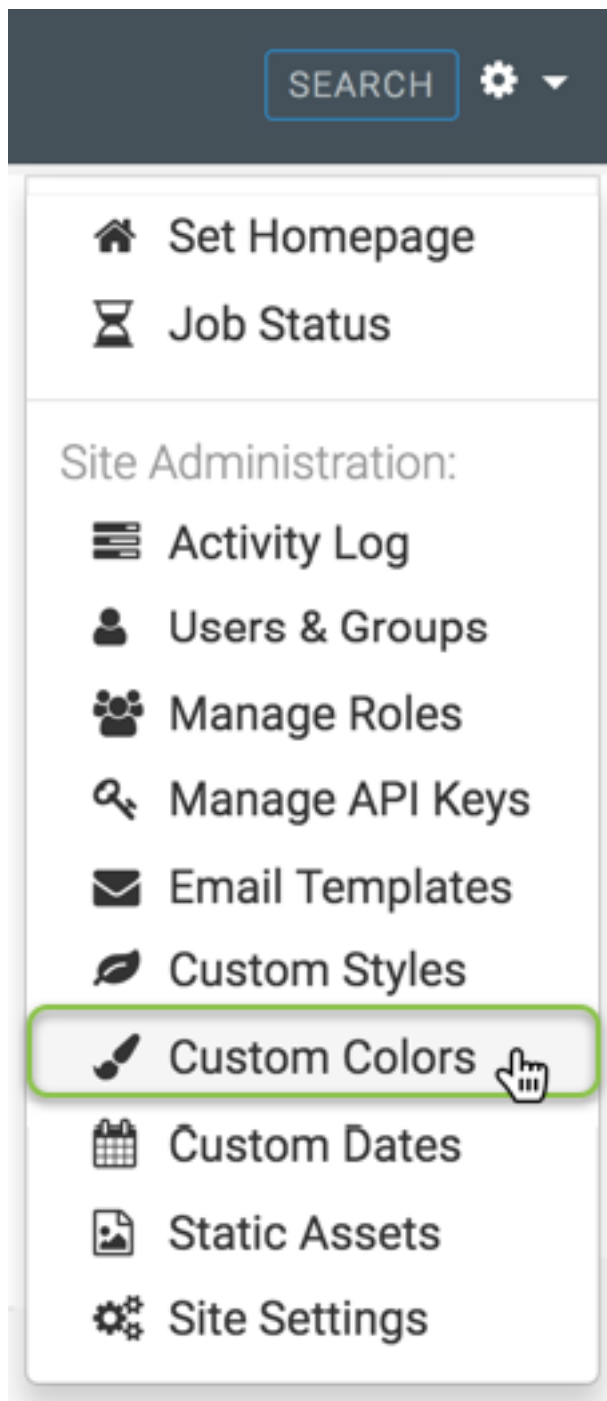 SEARCH
Set Homepage
Job Status
Site Administration:
Activity Log
Users & Groups
Manage Roles
Manage API Keys
Email Templates
Custom Styles
Custom Colors
Custom Dates
Static Assets
Site Settings